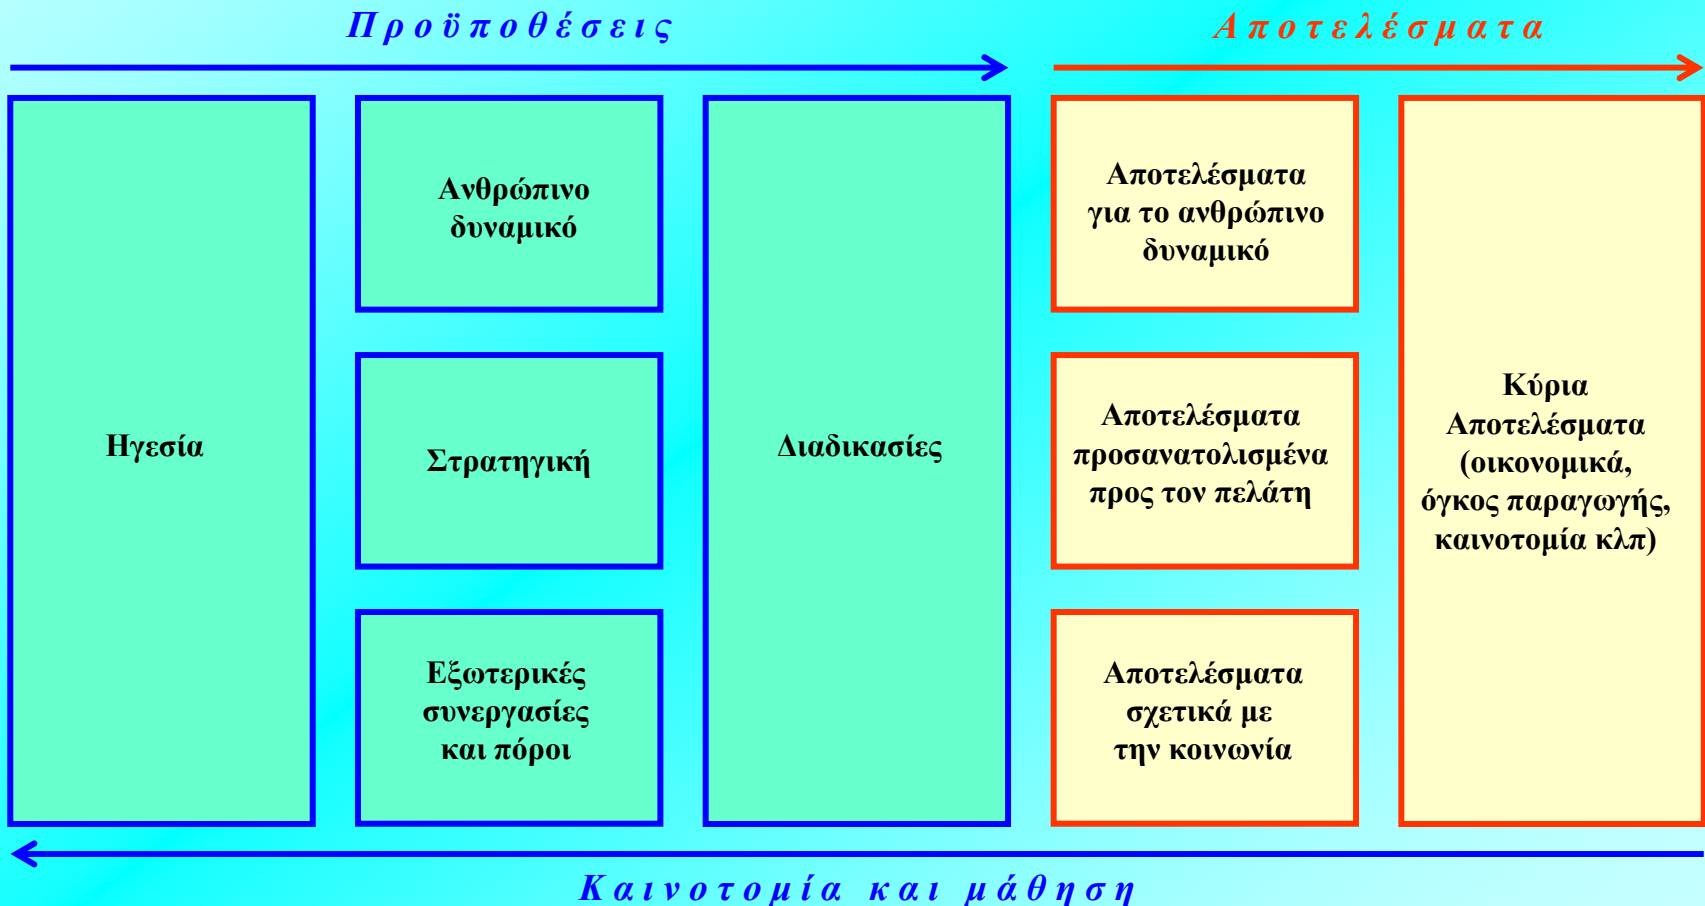 Προϋποθέσεις
Αποτελέσματα
Ηγεσία
Ανθρώπινο
δυναμικό
Στρατηγική
Εξωτερικές
συνεργασίες
και πόροι
Διαδικασίες
Αποτελέσματα
για το ανθρώπινο
δυναμικό
Αποτελέσματα
προσανατολισμένα
προς τον πελάτη
Αποτελέσματα
σχετικά με
την κοινωνία
Κύρια
Αποτελέσματα
(οικονομικά,
όγκος παραγωγής,
καινοτομία κλπ)
Καινοτομία και μάθηση